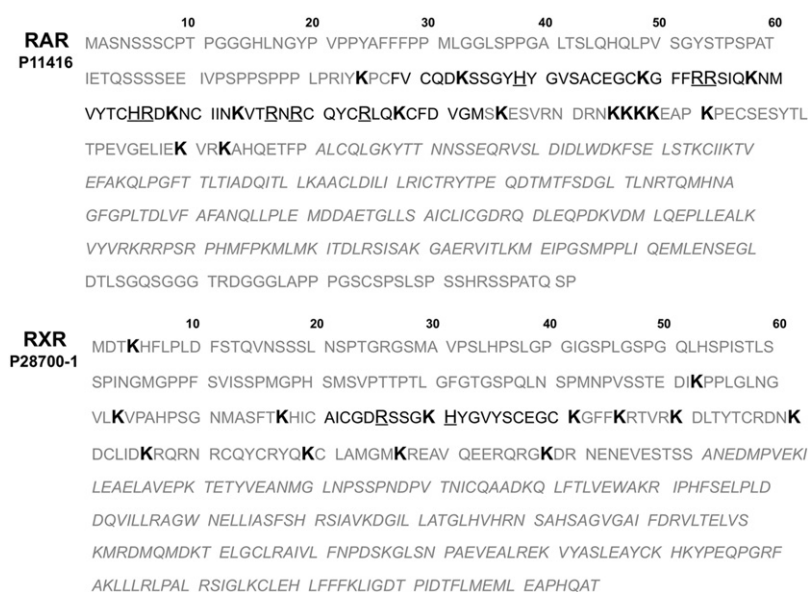 10 20 30 40 50 60
RAR MASNSSSCPT PGGGHLNGYP VPPYAFFFPP MLGGLSPPGA LTSLQHQLPV SGYSTPSPAT
P11416
IETQSSSSEE IVPSPPSPPP LPRIYKPCFV CQDKSSGYHY GVSACEGCKG FFRRSIQKNM
VYTCHRDKNC IINKVTRNRC QYCRLQKCFD VGMSKESVRN DRNKKKKEAP KPECSESYTL
TPEVGELIEK VRKAHQETFP ALCQLGKYTT NNSSEQRVSL DIDLWDKFSE LSTKCIIKTV
EFAKQLPGFT TLTIADQITL LKAACLDILI LRICTRYTPE QDTMTFSDGL TLNRTQMHNA
GFGPLTDLVF AFANQLLPLE MDDAETGLLS AICLICGDRQ DLEQPDKVDM LQEPLLEALK
VYVRKRRPSR PHMFPKMLMK ITDLRSISAK GAERVITLKM EIPGSMPPLI QEMLENSEGL
DTLSGQSGGG TRDGGGLAPP PGSCSPSLSP SSHRSSPATQ SP
10 20 30 40 50 60
RXR MDTKHFLPLD FSTQVNSSSL NSPTGRGSMA VPSLHPSLGP GIGSPLGSPG QLHSPISTLS
P28700-1
SPINGMGPPF SVISSPMGPH SMSVPTTPTL GFGTGSPQLN SPMNPVSSTE DIKPPLGLNG
VLKVPAHPSG NMASFTKHIC AICGDRSSGK HYGVYSCEGC KGFFKRTVRK DLTYTCRDNK
DCLIDKRQRN RCQYCRYQKC LAMGMKREAV QEERQRGKDR NENEVESTSS ANEDMPVEKI
LEAELAVEPK TETYVEANMG LNPSSPNDPV TNICQAADKQ LFTLVEWAKR IPHFSELPLD
DQVILLRAGW NELLIASFSH RSIAVKDGIL LATGLHVHRN SAHSAGVGAI FDRVLTELVS
KMRDMQMDKT ELGCLRAIVL FNPDSKGLSN PAEVEALREK VYASLEAYCK HKYPEQPGRF
AKLLLRLPAL RSIGLKCLEH LFFFKLIGDT PIDTFLMEML EAPHQAT